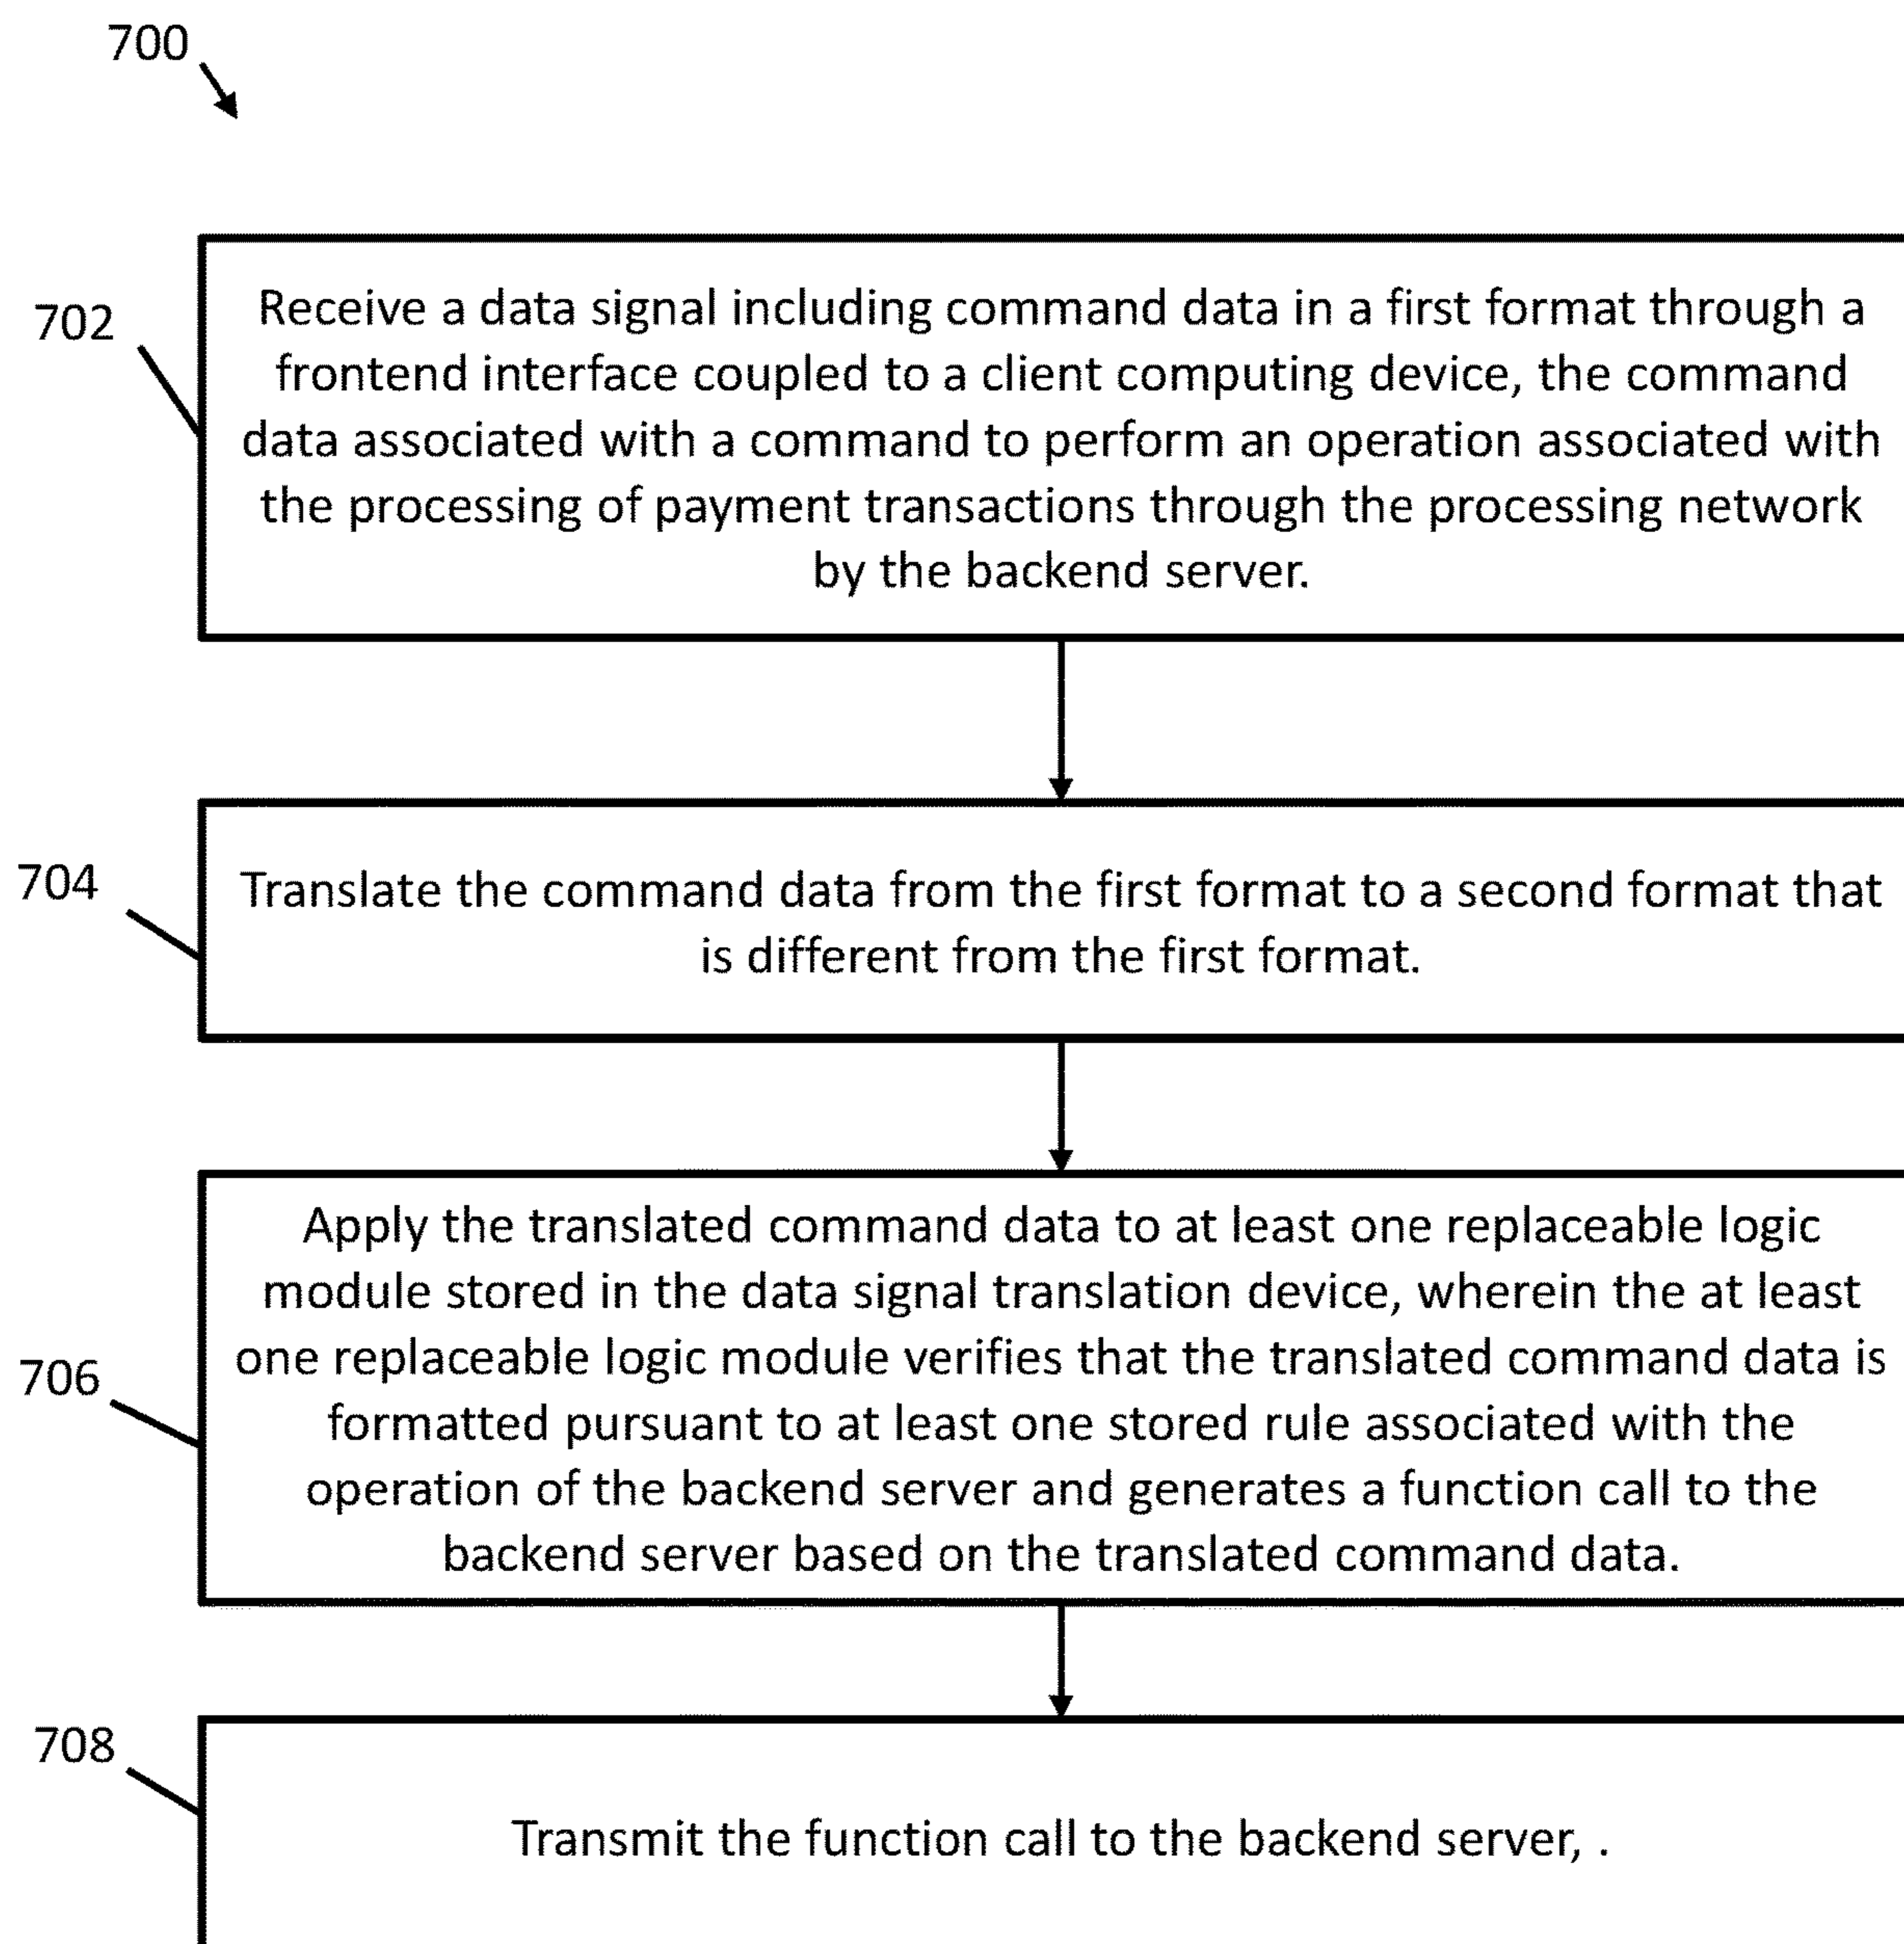 700
702
Receive a data signal including command data in a first format through a
frontend interface coupled to a client computing device, the command
data associated with a command to perform an operation associated with
the processing of payment transactions through the processing network
by the backend server.
704
Translate the command data from the first format to a second format that
is different from the first format.
706
Apply the translated command data to at least one replaceable logic
module stored in the data signal translation device, wherein the at least
one replaceable logic module verifies that the translated command data is
formatted pursuant to at least one stored rule associated with the
operation of the backend server and generates a function call to the
backend server based on the translated command data.
708
Transmit the function call to the backend server, .